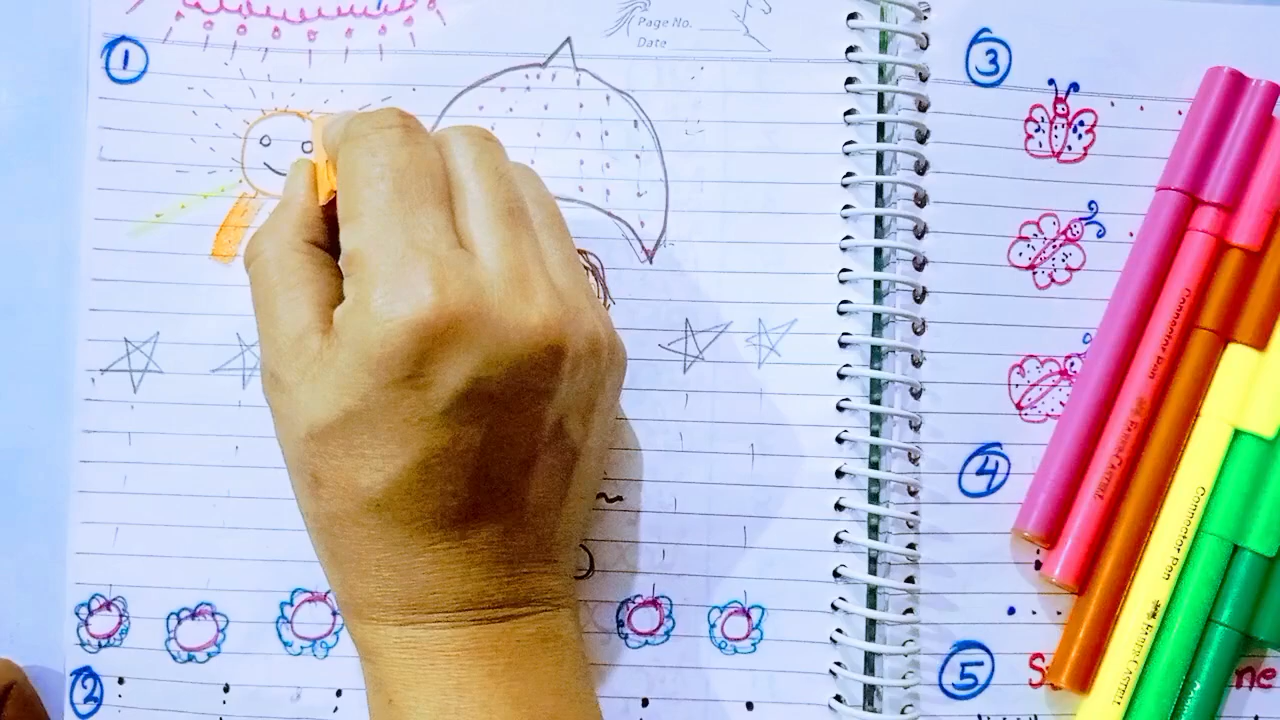 Page No.
Date
1
2
3
4
5
Connector Pen FABER-CASTELL
Connector Pen FABER-CASTELL